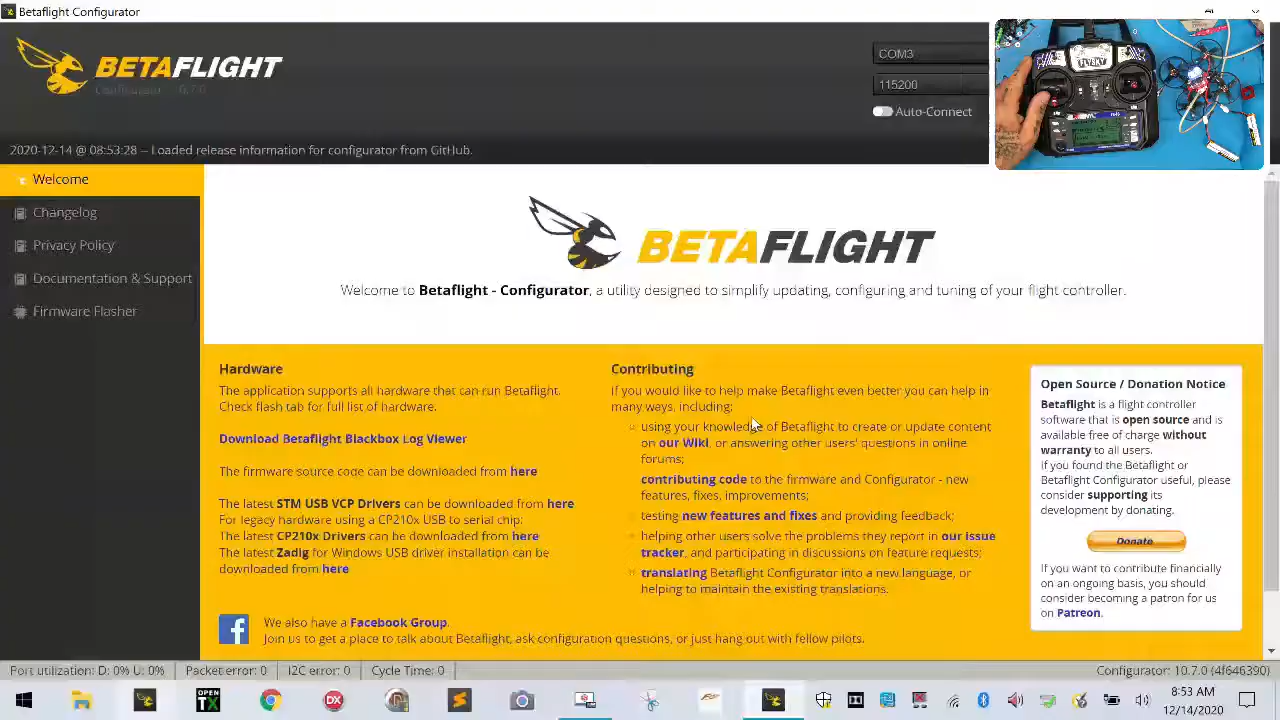 Betaflight Configurator
BETAFLIGHT
Configurator 10.7.0
COM3
115200
Auto-Connect
FLYSKY
2020-12-14 @ 08:53:28 -- Loaded release information for configurator from GitHub.
Welcome
Changelog
Privacy Policy
Documentation & Support
Firmware Flasher
BETAFLIGHT
Welcome to Betaflight - Configurator, a utility designed to simplify updating, configuring and tuning of your flight controller.
Hardware
The application supports all hardware that can run Betaflight.
Check flash tab for full list of hardware.
Download Betaflight Blackbox Log Viewer
The firmware source code can be downloaded from here
The latest STM USB VCP Drivers can be downloaded from here
For legacy hardware using a CP210x USB to serial chip:
The latest CP210x Drivers can be downloaded from here
The latest Zadig for Windows USB driver installation can be
downloaded from here
Contributing
If you would like to help make Betaflight even better you can help in
many ways, including:
using your knowledge of Betaflight to create or update content
on our Wiki, or answering other users' questions in online
forums;
contributing code to the firmware and Configurator - new
features, fixes, improvements;
testing new features and fixes and providing feedback;
helping other users solve the problems they report in our issue
tracker, and participating in discussions on feature requests;
translating Betaflight Configurator into a new language, or
helping to maintain the existing translations.
Open Source / Donation Notice
Betaflight is a flight controller
software that is open source and is
available free of charge without
warranty to all users.
If you found the Betaflight or
Betaflight Configurator useful, please
consider supporting its
development by donating.
Donate
If you want to contribute financially
on an ongoing basis, you should
consider becoming a patron for us
on Patreon.
We also have a Facebook Group.
Join us to get a place to talk about Betaflight, ask configuration questions, or just hang out with fellow pilots.
Port utilization: D: 0% U: 0%
Packet error: 0
I2C error: 0
Cycle Time: 0
Configurator: 10.7.0 (4f646390)
OPEN
TX
DX
8:53 AM
12/14/2020